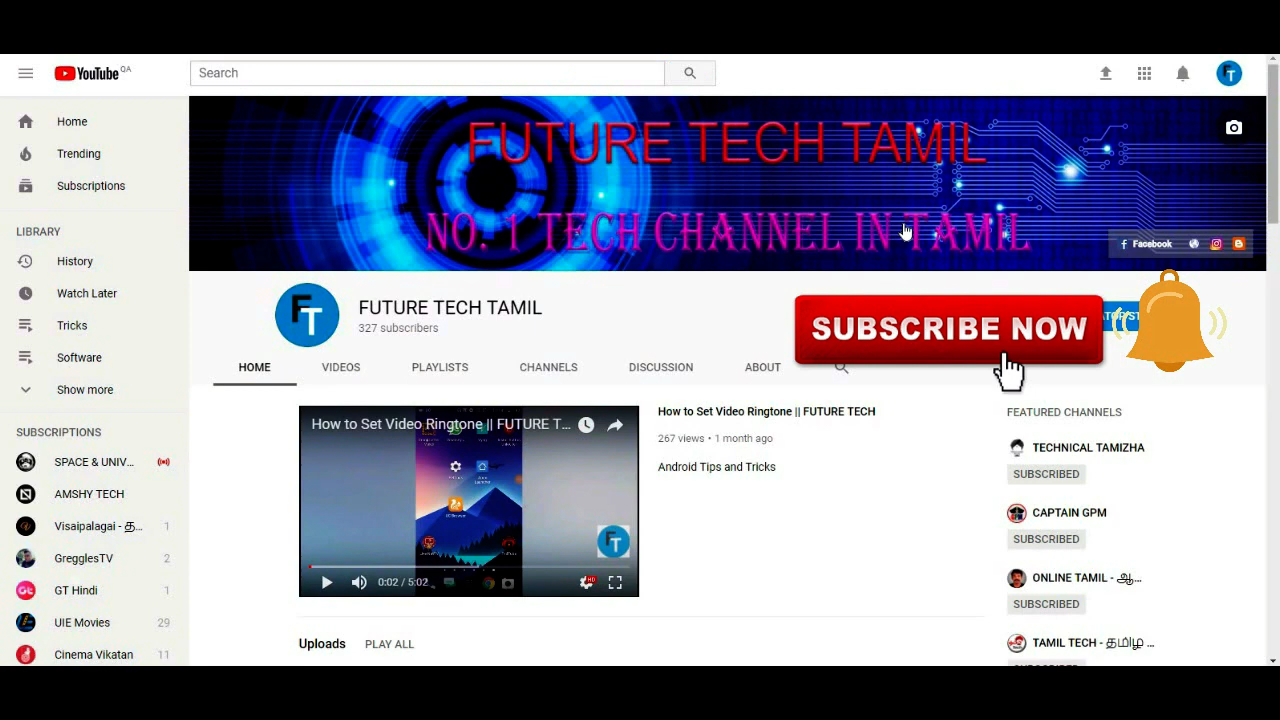 YouTube QA
Search
FT
Home
Trending
Subscriptions
LIBRARY
History
Watch Later
Tricks
Software
Show more
SUBSCRIPTIONS
SPACE & UNIV...
AMSHY TECH
Visaipalagai - த... 1
GregglesTV 2
GT Hindi 1
UIE Movies 29
Cinema Vikatan 11
FUTURE TECH TAMIL
NO. 1 TECH CHANNEL IN TAMIL
Facebook
FT
FUTURE TECH TAMIL
327 subscribers
SUBSCRIBE NOW
HOME VIDEOS PLAYLISTS CHANNELS DISCUSSION ABOUT
How to Set Video Ringtone || FUTURE T...
FT
0:02 / 5:02
HD
How to Set Video Ringtone || FUTURE TECH
267 views • 1 month ago
Android Tips and Tricks
Uploads PLAY ALL
FEATURED CHANNELS
TECHNICAL TAMIZHA
SUBSCRIBED
CAPTAIN GPM
SUBSCRIBED
ONLINE TAMIL - ஆ...
SUBSCRIBED
TAMIL TECH - தமிழ ...